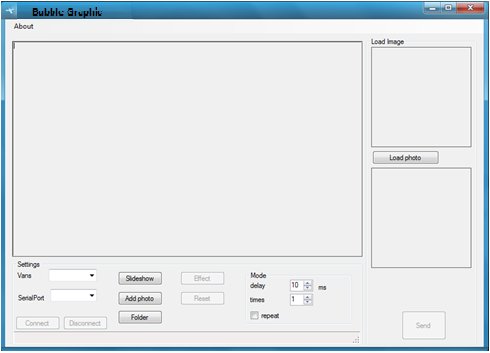 Bubble Graphic
About
Load Image
Load photo
Settings
Vans
Slideshow
Effect
Mode
delay
10
ms
SerialPort
Add photo
Reset
times
1
Folder
repeat
Connect
Disconnect
Send